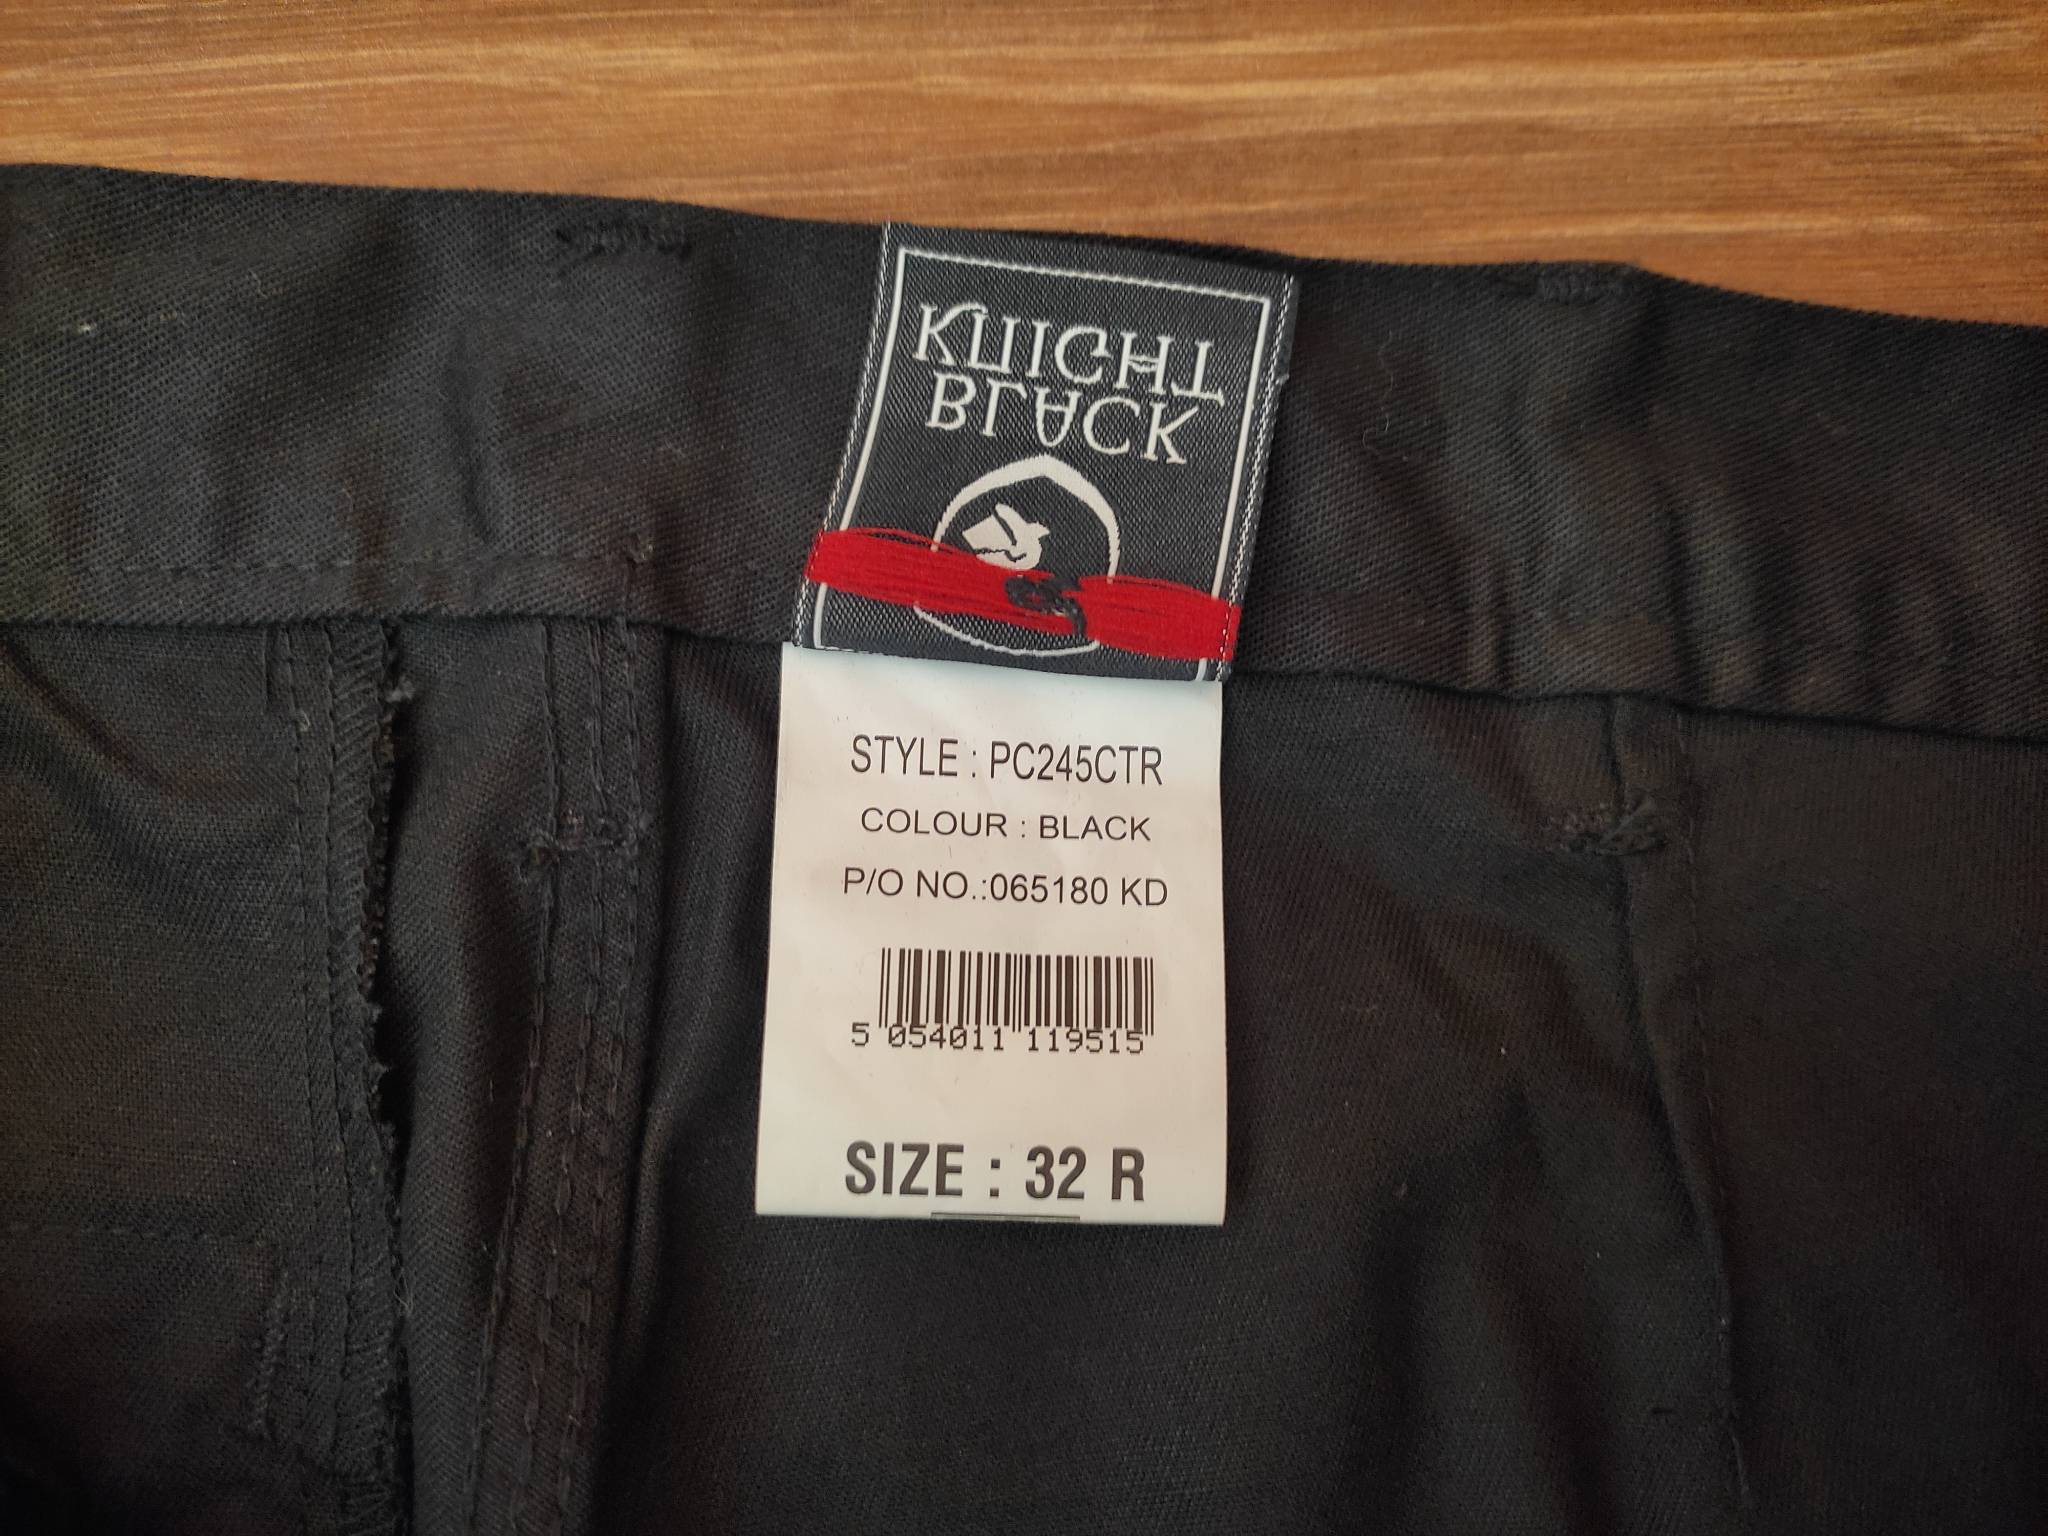 BLACK
KNIGHT
STYLE : PC245CTR
COLOUR : BLACK
P/O NO.:065180 KD
5 054011 119515
SIZE : 32 R